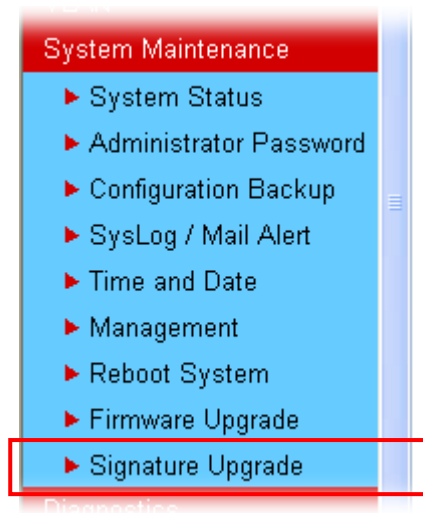 System Maintenance
System Status
Administrator Password
Configuration Backup
SysLog / Mail Alert
Time and Date
Management
Reboot System
Firmware Upgrade
Signature Upgrade
Diagnostics